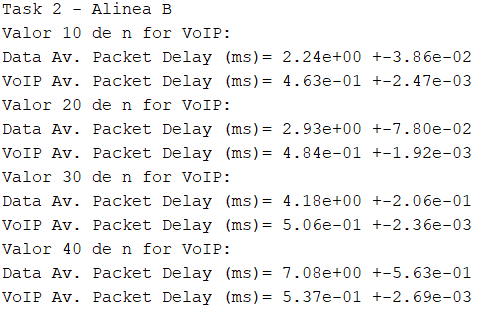 Task 2 - Alinea B
Valor 10 de n for VoIP:
Data Av. Packet Delay (ms)= 2.24e+00 +-3.86e-02
VoIP Av. Packet Delay (ms)= 4.63e-01 +-2.47e-03
Valor 20 de n for VoIP:
Data Av. Packet Delay (ms)= 2.93e+00 +-7.80e-02
VoIP Av. Packet Delay (ms)= 4.84e-01 +-1.92e-03
Valor 30 de n for VoIP:
Data Av. Packet Delay (ms)= 4.18e+00 +-2.06e-01
VoIP Av. Packet Delay (ms)= 5.06e-01 +-2.36e-03
Valor 40 de n for VoIP:
Data Av. Packet Delay (ms)= 7.08e+00 +-5.63e-01
VoIP Av. Packet Delay (ms)= 5.37e-01 +-2.69e-03